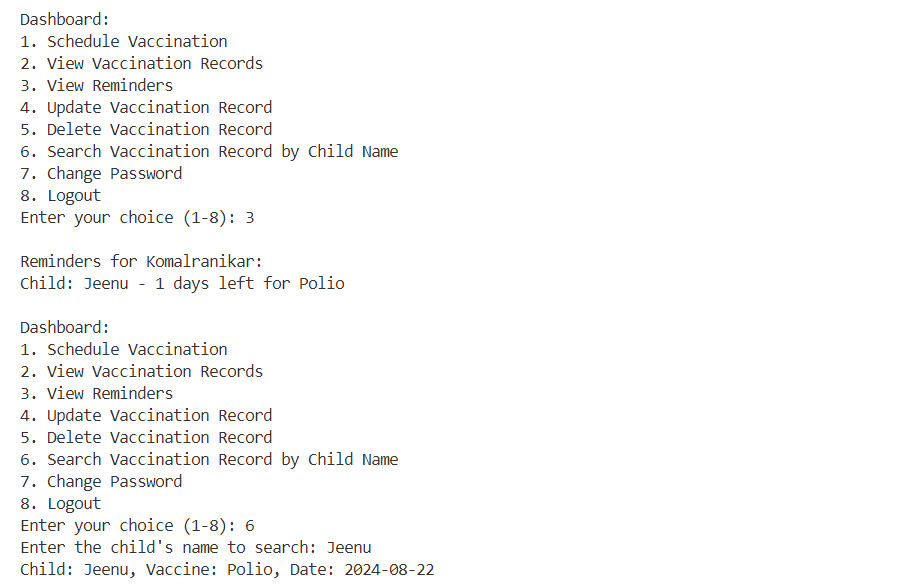 Dashboard:
1. Schedule Vaccination
2. View Vaccination Records
3. View Reminders
4. Update Vaccination Record
5. Delete Vaccination Record
6. Search Vaccination Record by Child Name
7. Change Password
8. Logout
Enter your choice (1-8): 3
Reminders for Komalranikar:
Child: Jeenu - 1 days left for Polio
Dashboard:
1. Schedule Vaccination
2. View Vaccination Records
3. View Reminders
4. Update Vaccination Record
5. Delete Vaccination Record
6. Search Vaccination Record by Child Name
7. Change Password
8. Logout
Enter your choice (1-8): 6
Enter the child's name to search: Jeenu
Child: Jeenu, Vaccine: Polio, Date: 2024-08-22